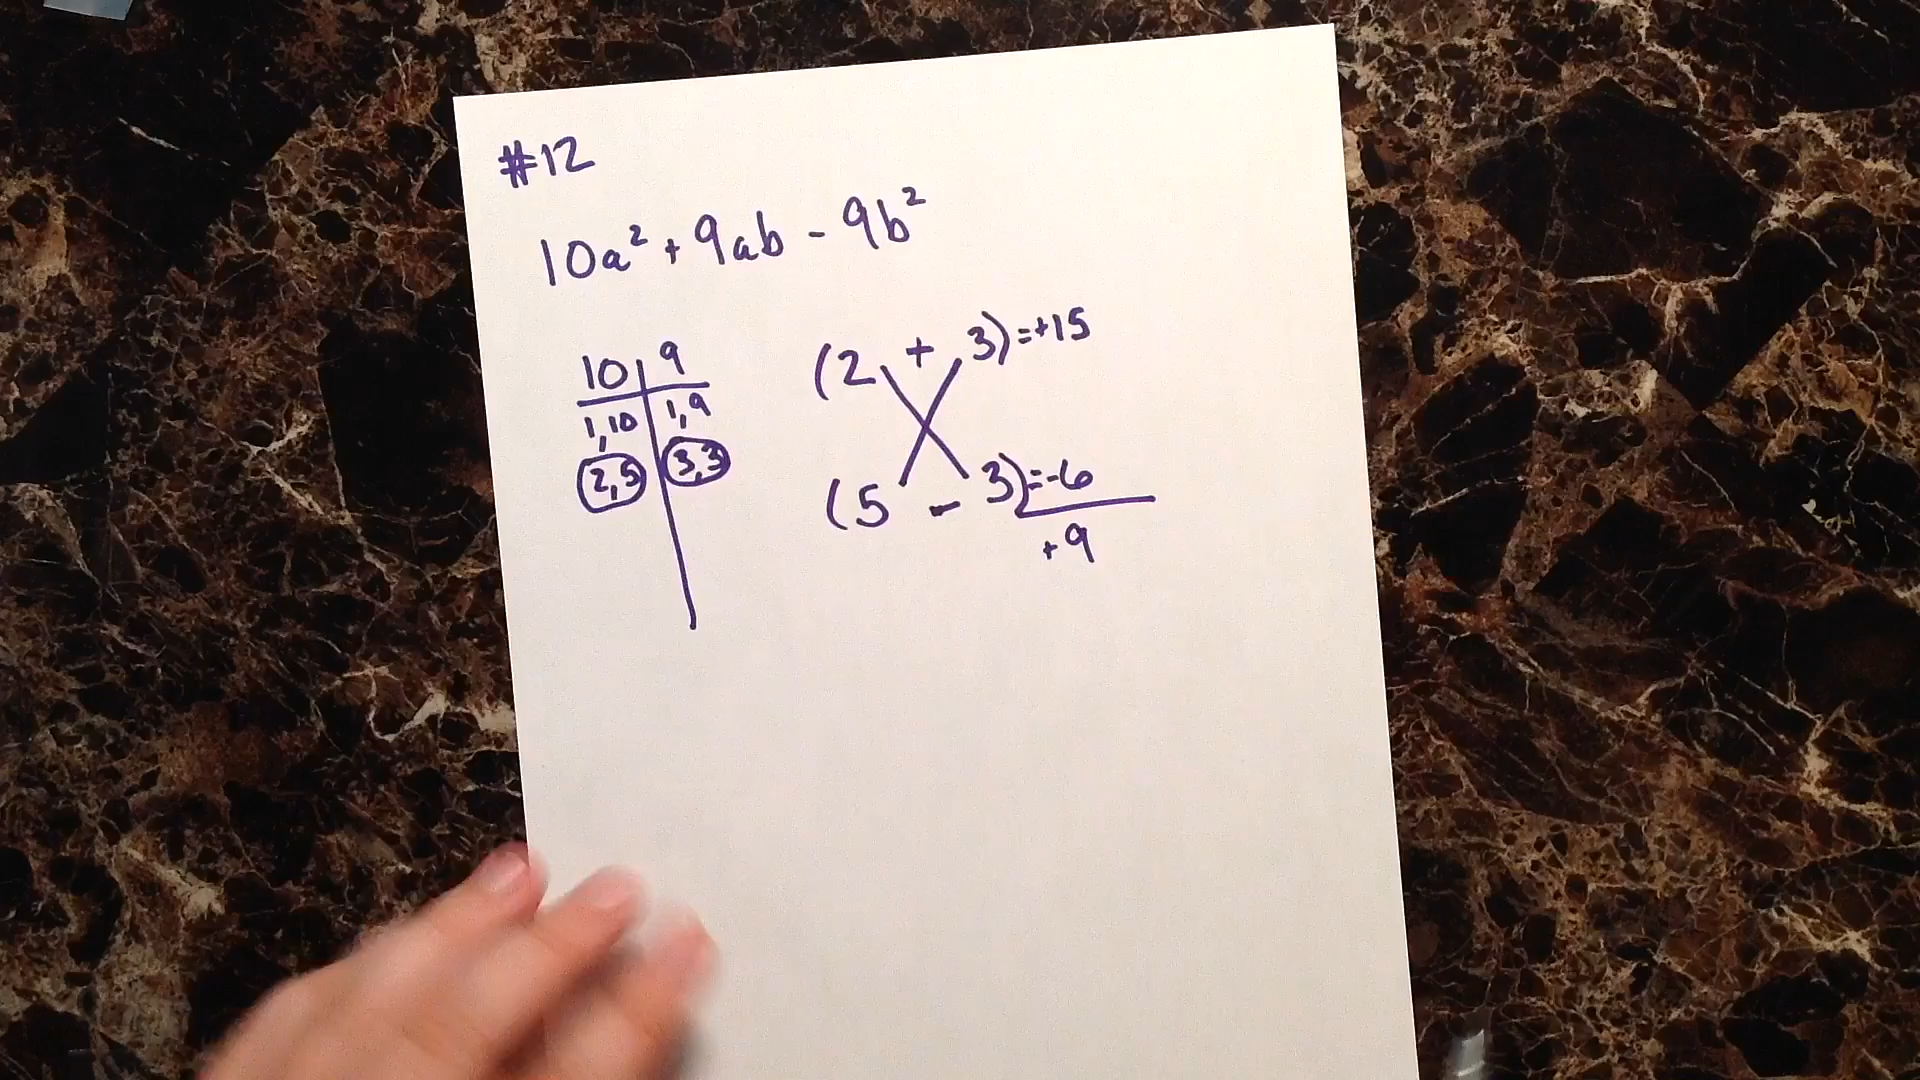 #12
10a² + 9ab - 9b²
10 | 9
1,10 | 1,9
2,5 | 3,3
(2 + 3) = +15
(5 - 3) = -6
+9